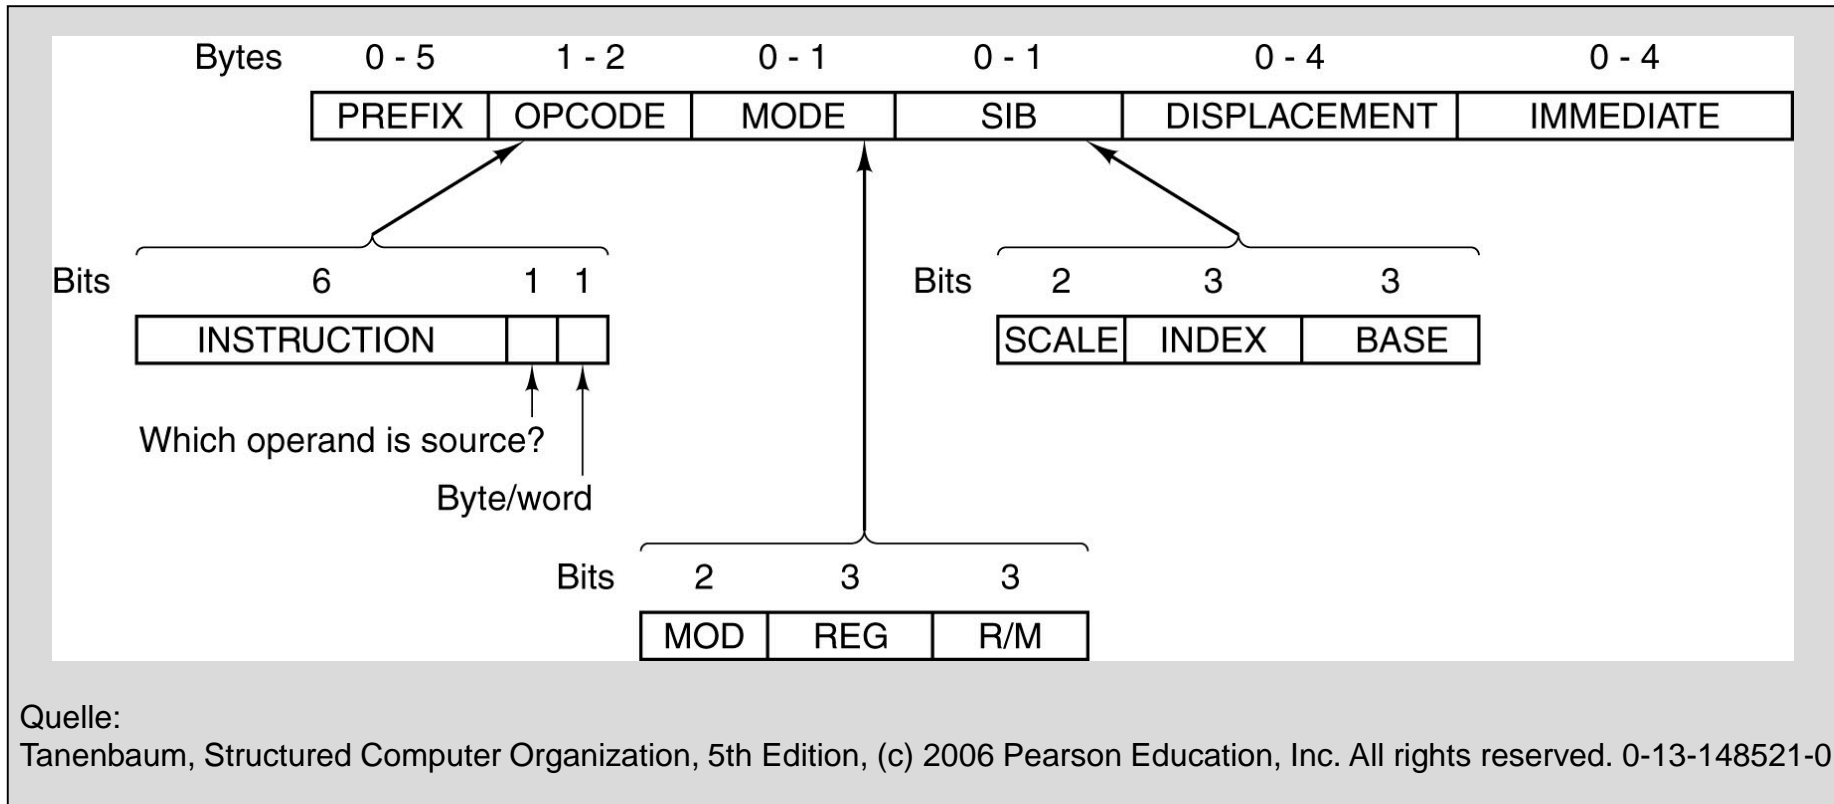 Bytes 0 - 5 1 - 2 0 - 1 0 - 1 0 - 4 0 - 4
PREFIX OPCODE MODE SIB DISPLACEMENT IMMEDIATE
Bits 6 1 1
INSTRUCTION
Which operand is source?
Byte/word
Bits 2 3 3
SCALE INDEX BASE
Bits 2 3 3
MOD REG R/M
Quelle:
Tanenbaum, Structured Computer Organization, 5th Edition, (c) 2006 Pearson Education, Inc. All rights reserved. 0-13-148521-0